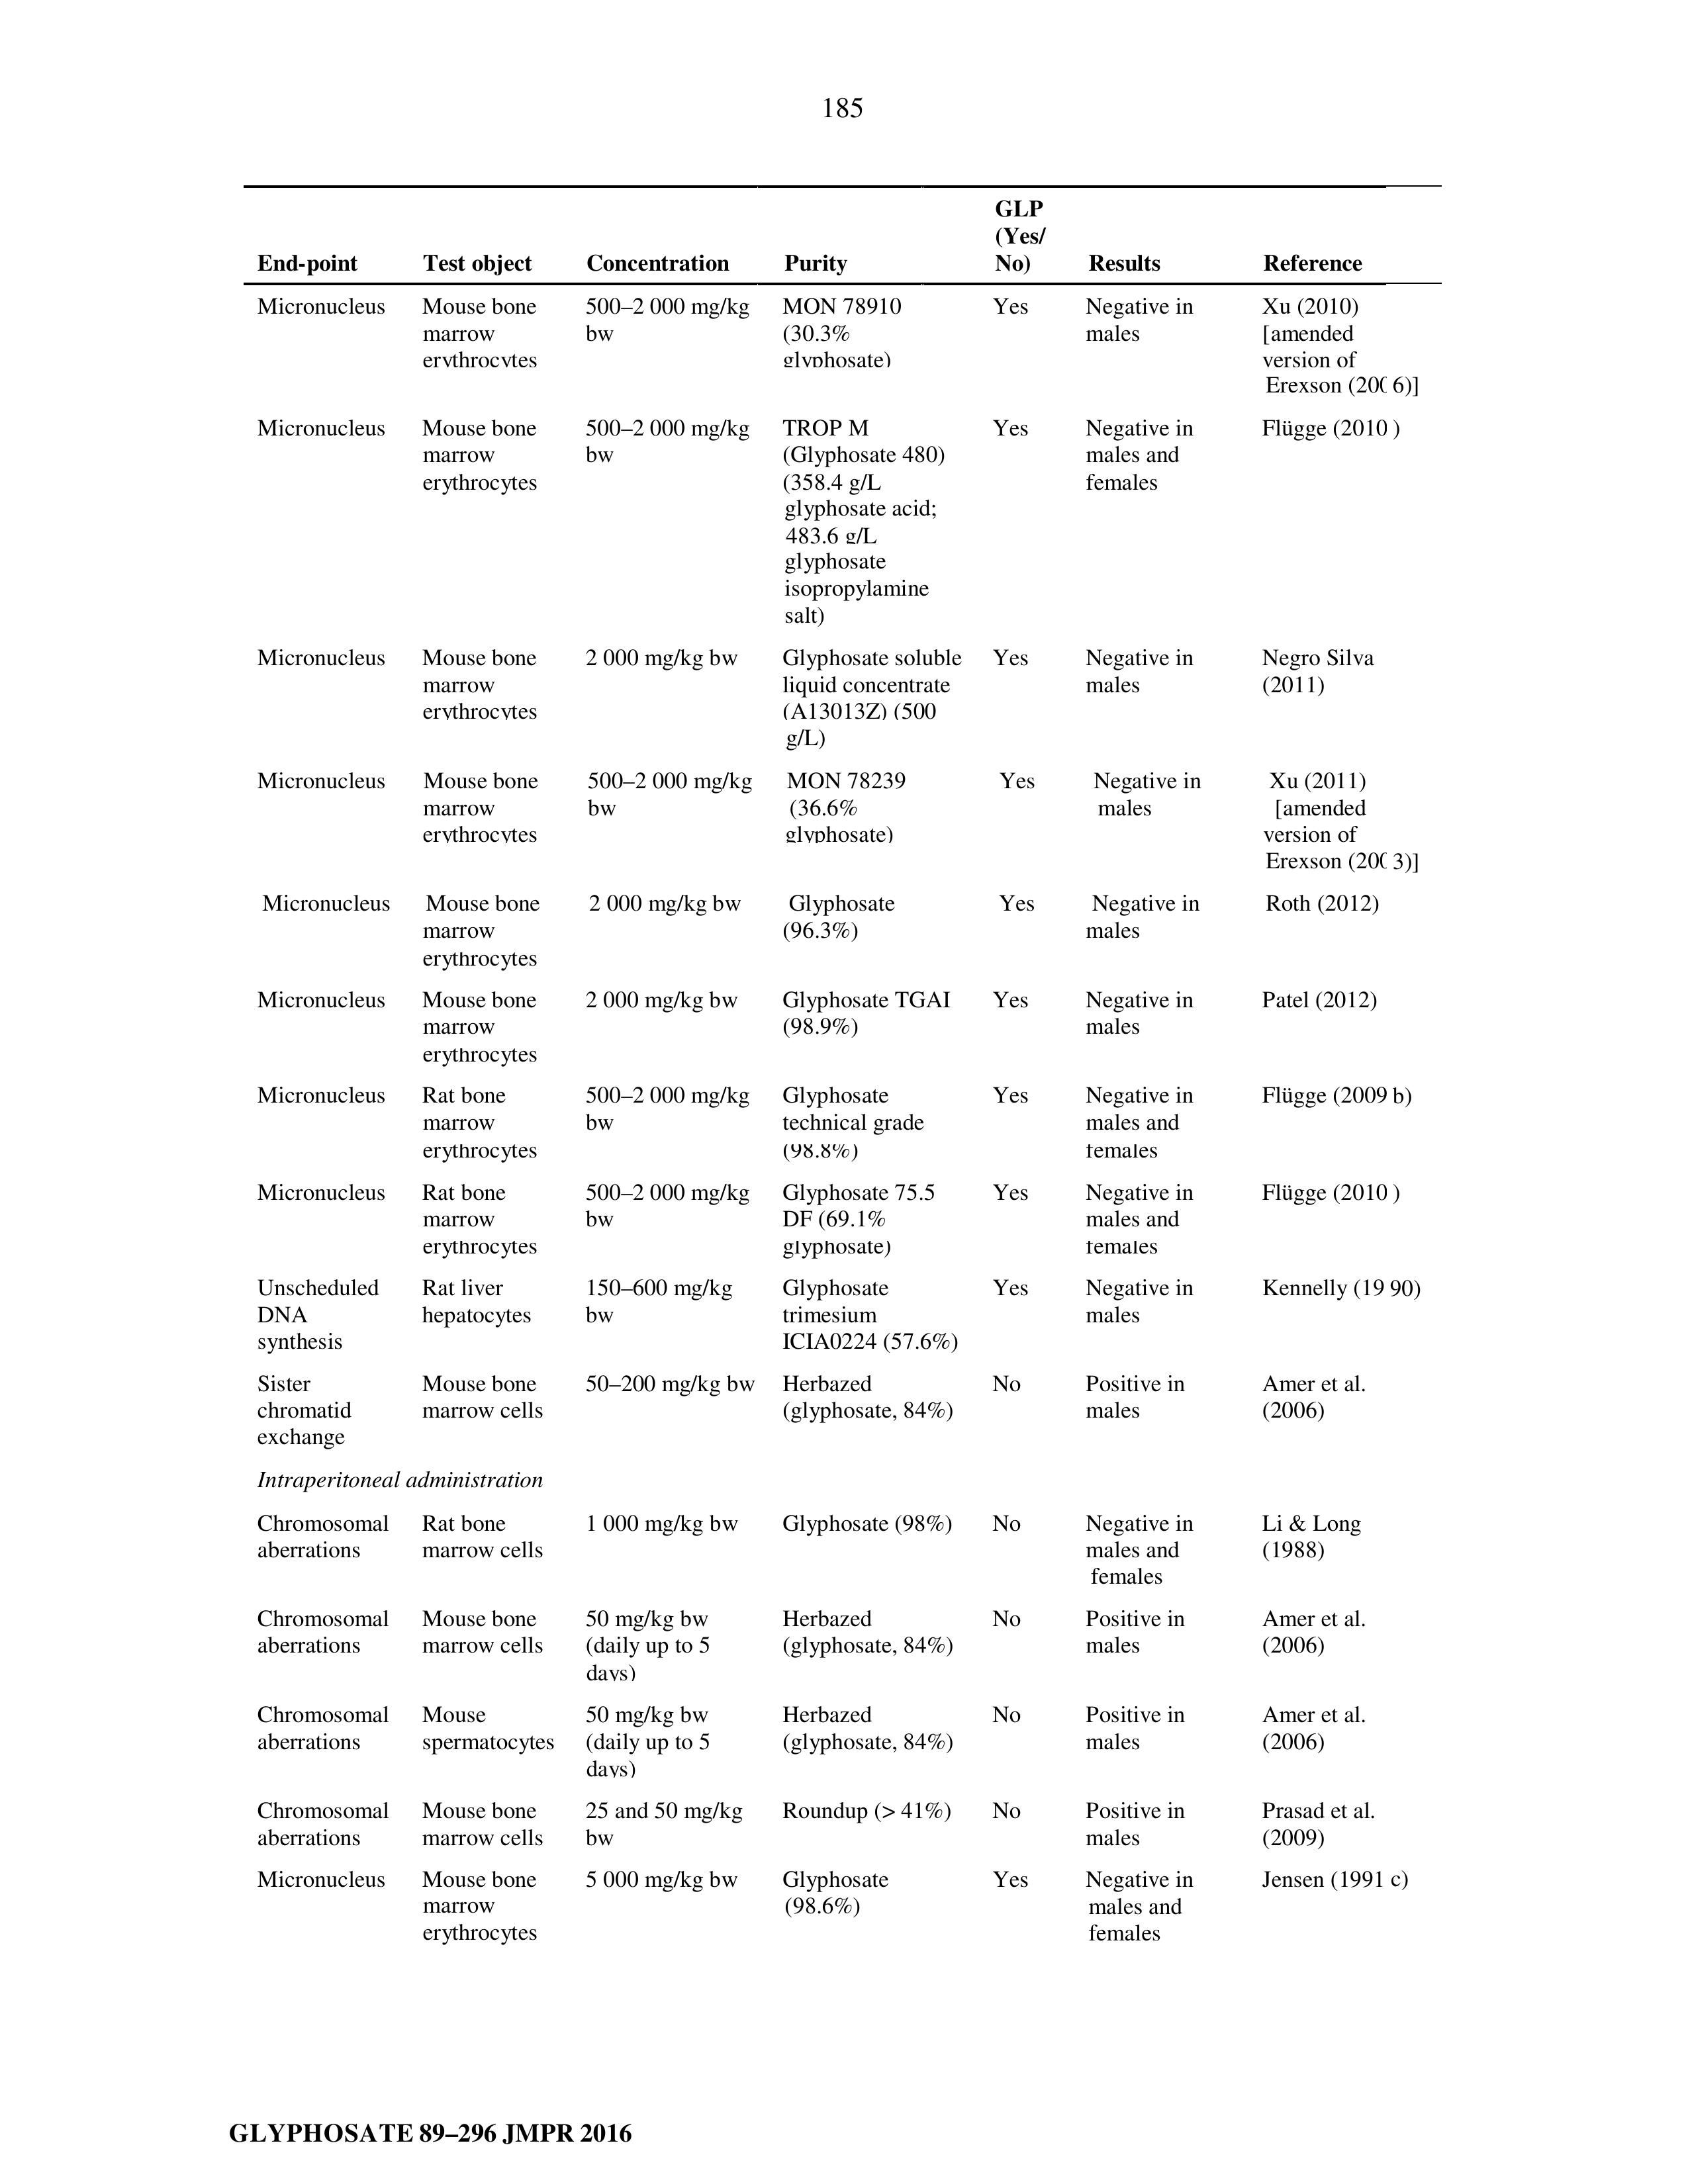 185
GLP
(Yes/
End-point Test object Concentration Purity No) Results Reference
Micronucleus Mouse bone 500–2 000 mg/kg MON 78910 Yes Negative in Xu (2010)
marrow bw (30.3% males [amended
erythrocytes glyphosate) version of
Erexson (2006)]
Micronucleus Mouse bone 500–2 000 mg/kg TROP M Yes Negative in Flügge (2010 )
marrow bw (Glyphosate 480) males and
erythrocytes (358.4 g/L females
glyphosate acid;
483.6 g/L
glyphosate
isopropylamine
salt)
Micronucleus Mouse bone 2 000 mg/kg bw Glyphosate soluble Yes Negative in Negro Silva
marrow liquid concentrate males (2011)
erythrocytes (A13013Z) (500
g/L)
Micronucleus Mouse bone 500–2 000 mg/kg MON 78239 Yes Negative in Xu (2011)
marrow bw (36.6% males [amended
erythrocytes glyphosate) version of
Erexson (2003)]
Micronucleus Mouse bone 2 000 mg/kg bw Glyphosate Yes Negative in Roth (2012)
marrow (96.3%) males
erythrocytes
Micronucleus Mouse bone 2 000 mg/kg bw Glyphosate TGAI Yes Negative in Patel (2012)
marrow (98.9%) males
erythrocytes
Micronucleus Rat bone 500–2 000 mg/kg Glyphosate Yes Negative in Flügge (2009 b)
marrow bw technical grade males and
erythrocytes (98.8%) females
Micronucleus Rat bone 500–2 000 mg/kg Glyphosate 75.5 Yes Negative in Flügge (2010 )
marrow bw DF (69.1% males and
erythrocytes glyphosate) females
Unscheduled Rat liver 150–600 mg/kg Glyphosate Yes Negative in Kennelly (19 90)
DNA hepatocytes bw trimesium males
synthesis ICIA0224 (57.6%)
Sister Mouse bone 50–200 mg/kg bw Herbazed No Positive in Amer et al.
chromatid marrow cells (glyphosate, 84%) males (2006)
exchange
Intraperitoneal administration
Chromosomal Rat bone 1 000 mg/kg bw Glyphosate (98%) No Negative in Li & Long
aberrations marrow cells males and (1988)
females
Chromosomal Mouse bone 50 mg/kg bw Herbazed No Positive in Amer et al.
aberrations marrow cells (daily up to 5 (glyphosate, 84%) males (2006)
days)
Chromosomal Mouse 50 mg/kg bw Herbazed No Positive in Amer et al.
aberrations spermatocytes (daily up to 5 (glyphosate, 84%) males (2006)
days)
Chromosomal Mouse bone 25 and 50 mg/kg Roundup (> 41%) No Positive in Prasad et al.
aberrations marrow cells bw males (2009)
Micronucleus Mouse bone 5 000 mg/kg bw Glyphosate Yes Negative in Jensen (1991 c)
marrow (98.6%) males and
erythrocytes females
GLYPHOSATE 89–296 JMPR 2016